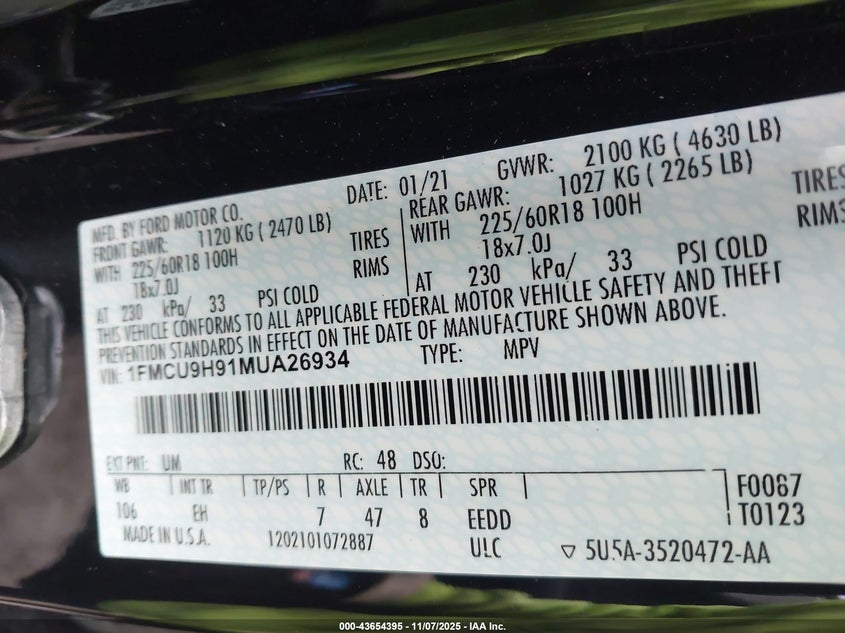 MFD. BY FORD MOTOR CO.
DATE: 01/21
GVWR: 2100 KG ( 4630 LB)
FRONT GAWR: 1120 KG ( 2470 LB)
REAR GAWR: 1027 KG ( 2265 LB)
WITH 225/60R18 100H TIRES
WITH 225/60R18 100H TIRES
18x7.0J RIMS
18x7.0J RIMS
AT 230 kPa/ 33 PSI COLD
AT 230 kPa/ 33 PSI COLD
THIS VEHICLE CONFORMS TO ALL APPLICABLE FEDERAL MOTOR VEHICLE SAFETY AND THEFT
PREVENTION STANDARDS IN EFFECT ON THE DATE OF MANUFACTURE SHOWN ABOVE.
VIN: 1FMCU9H91MUA26934 TYPE: MPV
EXT PNT: UM RC: 48 DSO:
WB INT TR TP/PS R AXLE TR SPR
106 EH 7 47 8 EEDD
F0087
T0123
MADE IN U.S.A. 1202101072887 ULC 5U5A-3520472-AA
000-43654395 - 11/07/2025 - IAA Inc.